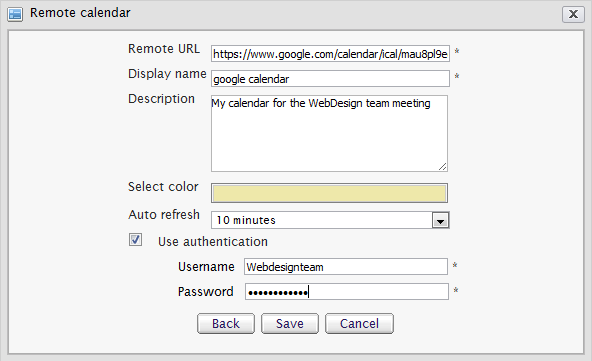 Remote calendar
Remote URL https://www.google.com/calendar/ical/mau8pl9e *
Display name google calendar *
Description My calendar for the WebDesign team meeting
Select color
Auto refresh 10 minutes
Use authentication
Username Webdesignteam *
Password •••••••••••• *
Back Save Cancel